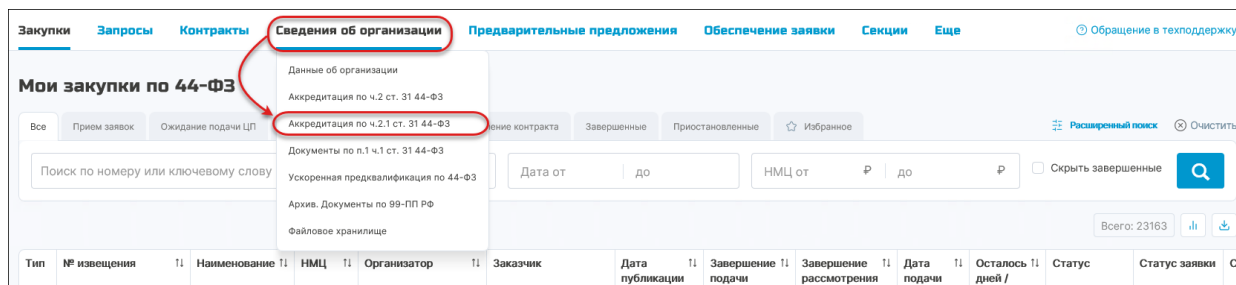 Закупки Запросы Контракты Сведения об организации Предварительные предложения Обеспечение заявки Секции Еще Обращение в техподдержку
Данные об организации
Мои закупки по 44-ФЗ
Аккредитация по ч.2 ст. 31 44-ФЗ
Все Прием заявок Ожидание подачи ЦП Аккредитация по ч.2.1 ст. 31 44-ФЗ контракта Завершенные Приостановленные Избранное Расширенный поиск Очистить
Документы по п.1 ч.1 ст. 31 44-ФЗ
Поиск по номеру или ключевому слову Ускоренная предквалификация по 44-ФЗ Дата от до НМЦ от ₽ до ₽ Скрыть завершенные
Архив. Документы по 99-ПП РФ
Файловое хранилище
Всего: 23163
Тип № извещения Наименование НМЦ Организатор Заказчик Дата публикации Завершение подачи Завершение рассмотрения Дата подачи Осталось дней / Статус Статус заявки